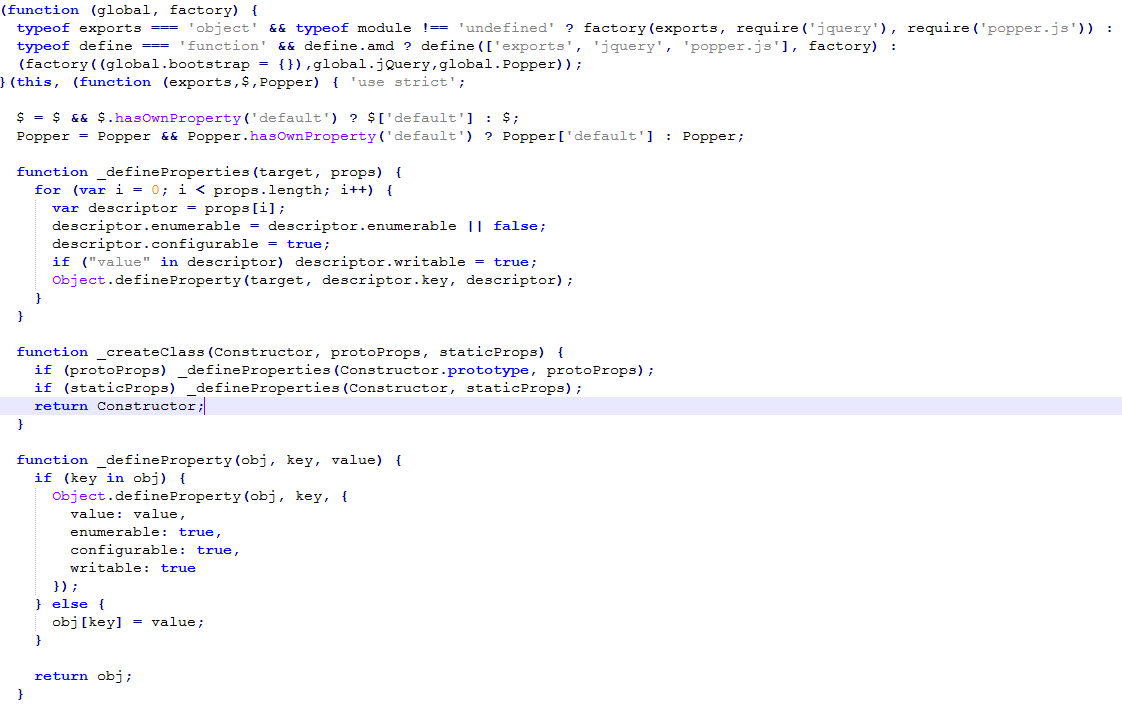 (function (global, factory) {
  typeof exports === 'object' && typeof module !== 'undefined' ? factory(exports, require('jquery'), require('popper.js')) :
  typeof define === 'function' && define.amd ? define(['exports', 'jquery', 'popper.js'], factory) :
  (factory((global.bootstrap = {}),global.jQuery,global.Popper));
}(this, (function (exports,$,Popper) { 'use strict';

  $ = $ && $.hasOwnProperty('default') ? $['default'] : $;
  Popper = Popper && Popper.hasOwnProperty('default') ? Popper['default'] : Popper;

  function _defineProperties(target, props) {
    for (var i = 0; i < props.length; i++) {
      var descriptor = props[i];
      descriptor.enumerable = descriptor.enumerable || false;
      descriptor.configurable = true;
      if ("value" in descriptor) descriptor.writable = true;
      Object.defineProperty(target, descriptor.key, descriptor);
    }
  }

  function _createClass(Constructor, protoProps, staticProps) {
    if (protoProps) _defineProperties(Constructor.prototype, protoProps);
    if (staticProps) _defineProperties(Constructor, staticProps);
    return Constructor;
  }

  function _defineProperty(obj, key, value) {
    if (key in obj) {
      Object.defineProperty(obj, key, {
        value: value,
        enumerable: true,
        configurable: true,
        writable: true
      });
    } else {
      obj[key] = value;
    }

    return obj;
  }